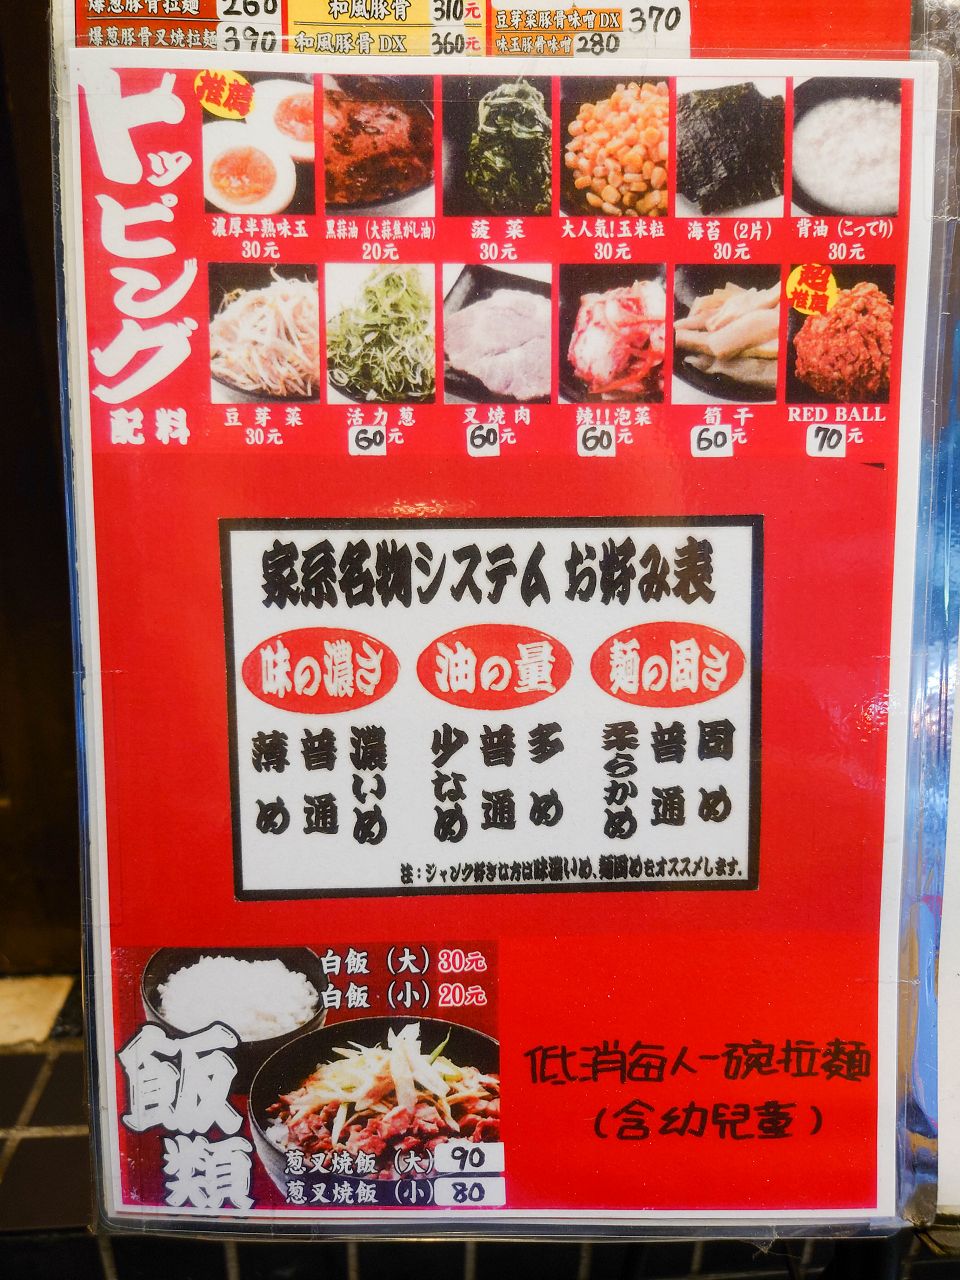 爆葱豚骨拉麵 260
爆葱豚骨叉焼拉麺 390
和風豚骨 310元
和風豚骨 DX 360元
豆芽菜豚骨味噌DX 370
味玉豚骨味噌 280
トッピング
配料
推薦
濃厚半熟味玉
30元
黒蒜油（大蒜焦がし油）
20元
菠菜
30元
大人気!玉米粒
30元
海苔（2片）
30元
背油（こってり）
30元
豆芽菜
30元
活力葱
60元
叉焼肉
60元
辣!!泡菜
60元
筍干
60元
超推薦
RED BALL
70元
家系名物システム お好み表
味の濃さ
油の量
麺の固さ
薄め
普通
濃いめ
少なめ
普通
多め
柔らかめ
普通
固め
注：ジャンク好きな方は味濃いめ、麺固めをオススメします。
飯類
白飯（大）30元
白飯（小）20元
葱叉焼飯（大）90
葱叉焼飯（小）80
低消每人一碗拉麵
（含幼兒童）